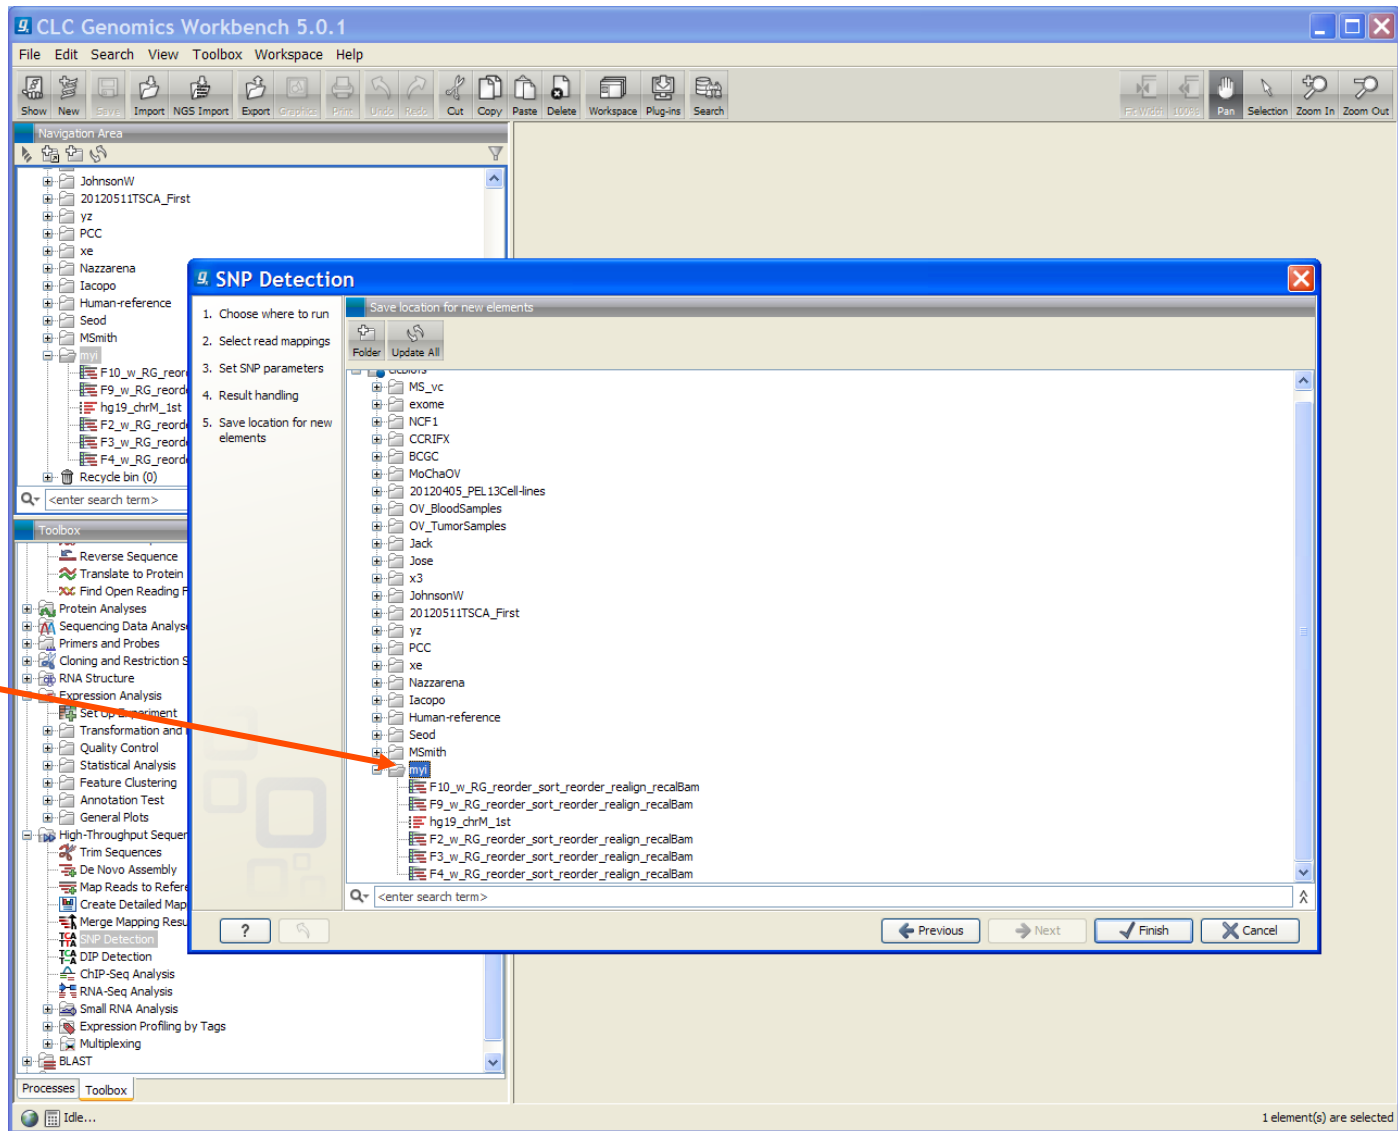 CLC Genomics Workbench 5.0.1
File Edit Search View Toolbox Workspace Help
Show New Save Import NGS Import Export Graphics Print Undo Redo Cut Copy Paste Delete Workspace Plug-ins Search Fit Width 100% Pan Selection Zoom In Zoom Out
Navigation Area
JohnsonW
20120511TSCA_First
yz
PCC
xe
Nazzarena
Iacopo
Human-reference
Seod
MSmith
myi
F10_w_RG_reor
F9_w_RG_reorde
hg19_chrM_1st
F2_w_RG_reorde
F3_w_RG_reorde
F4_w_RG_reorde
Recycle bin (0)
<enter search term>
Toolbox
Reverse Sequence
Translate to Protein
Find Open Reading F
Protein Analyses
Sequencing Data Analyse
Primers and Probes
Cloning and Restriction S
RNA Structure
Expression Analysis
Set Up Experiment
Transformation and
Quality Control
Statistical Analysis
Feature Clustering
Annotation Test
General Plots
High-Throughput Sequen
Trim Sequences
De Novo Assembly
Map Reads to Refere
Create Detailed Map
Merge Mapping Resu
SNP Detection
DIP Detection
ChIP-Seq Analysis
RNA-Seq Analysis
Small RNA Analysis
Expression Profiling by Tags
Multiplexing
BLAST
Processes Toolbox
Idle...
1 element(s) are selected
SNP Detection
1. Choose where to run
2. Select read mappings
3. Set SNP parameters
4. Result handling
5. Save location for new
elements
Save location for new elements
Folder Update All
MS_vc
exome
NCF1
CCRIFX
BCGC
MoChaOV
20120405_PEL13Cell-lines
OV_BloodSamples
OV_TumorSamples
Jack
Jose
x3
JohnsonW
20120511TSCA_First
yz
PCC
xe
Nazzarena
Iacopo
Human-reference
Seod
MSmith
myi
F10_w_RG_reorder_sort_reorder_realign_recalBam
F9_w_RG_reorder_sort_reorder_realign_recalBam
hg19_chrM_1st
F2_w_RG_reorder_sort_reorder_realign_recalBam
F3_w_RG_reorder_sort_reorder_realign_recalBam
F4_w_RG_reorder_sort_reorder_realign_recalBam
<enter search term>
? Previous Next Finish Cancel